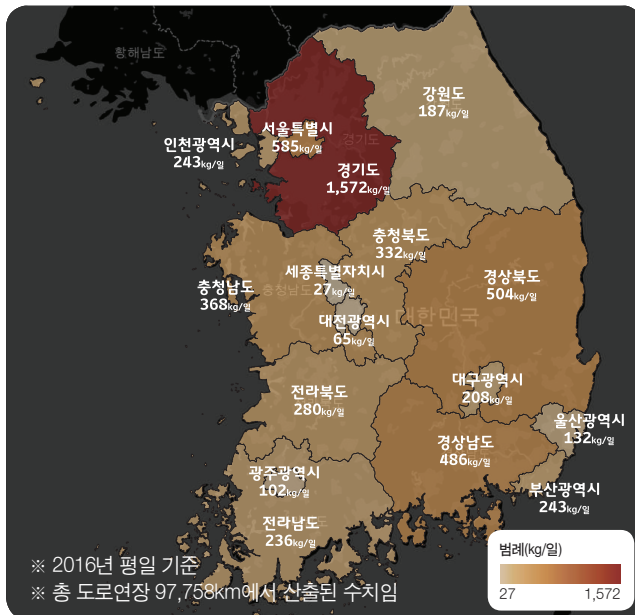 황해남도
강원도
187kg/일
서울특별시
585kg/일
경기도
인천광역시
243kg/일
경기도
1,572kg/일
충청북도
332kg/일
세종특별자치시
27kg/일
경상북도
504kg/일
충청남도
368kg/일
충청남도
대전광역시
65kg/일
대한민국
대구광역시
208kg/일
전라북도
280kg/일
울산광역시
132kg/일
경상남도
486kg/일
광주광역시
102kg/일
부산광역시
243kg/일
전라남도
236kg/일
※ 2016년 평일 기준
※ 총 도로연장 97,758km에서 산출된 수치임
범례(kg/일)
27 1,572